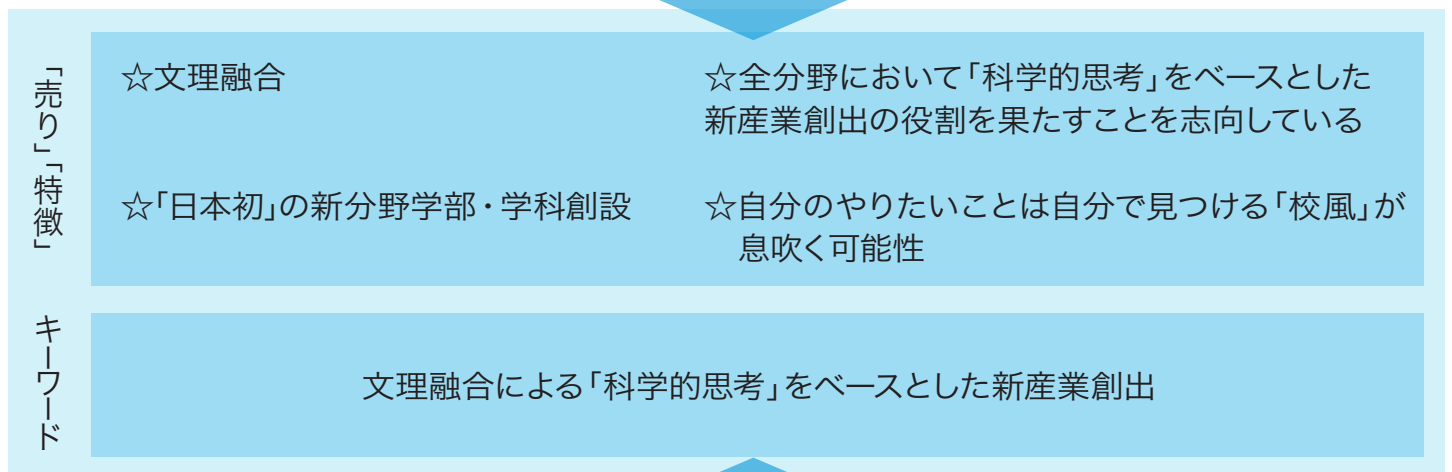 「売り」「特徴」
☆文理融合
☆全分野において「科学的思考」をベースとした
新産業創出の役割を果たすことを志向している
☆「日本初」の新分野学部・学科創設
☆自分のやりたいことは自分で見つける「校風」が
息吹く可能性
キーワード
文理融合による「科学的思考」をベースとした新産業創出